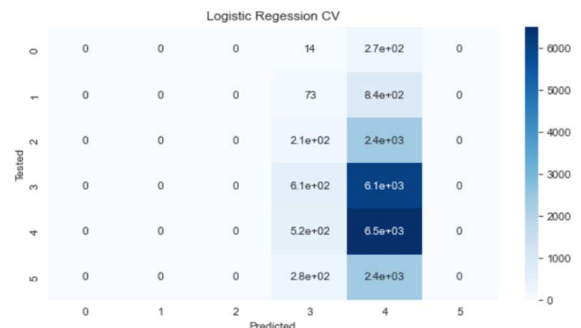 Logistic Regession CV
0 0 0 0 14 2.7e+02 0
1 0 0 0 73 8.4e+02 0
2 0 0 0 2.1e+02 2.4e+03 0
3 0 0 0 6.1e+02 6.1e+03 0
4 0 0 0 5.2e+02 6.5e+03 0
5 0 0 0 2.8e+02 2.4e+03 0
0 1 2 3 4 5
Tested
Predicted
6000
5000
4000
3000
2000
1000
0